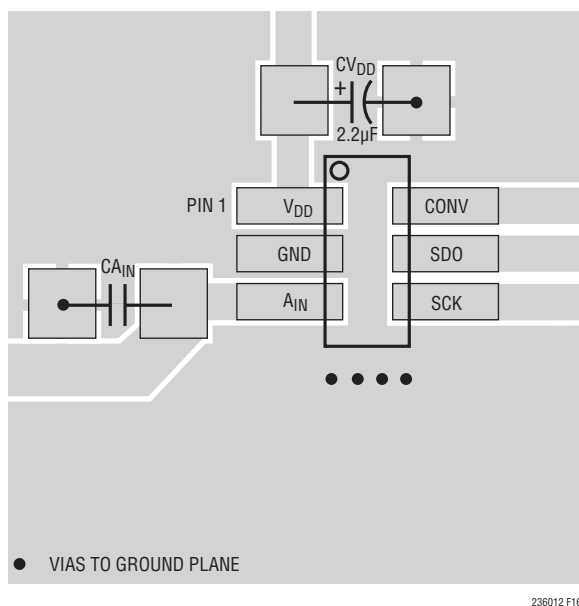 CVDD
+
2.2µF
PIN 1
VDD
CONV
GND
SDO
CAIN
AIN
SCK
VIAS TO GROUND PLANE
236012 F16